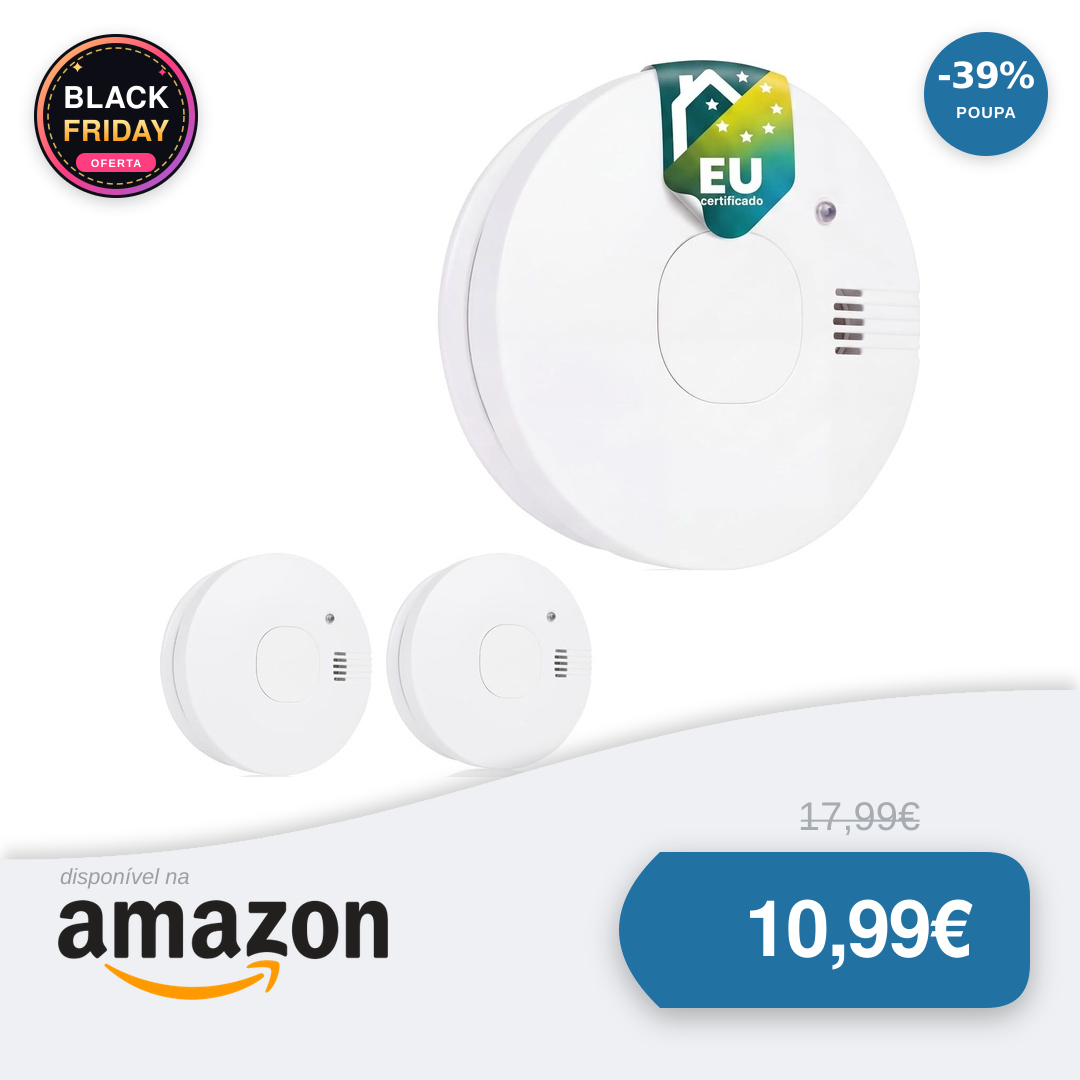 BLACK
FRIDAY
OFERTA
-39%
POUPA
EU
certificado
17,99€
disponível na
amazon
10,99€